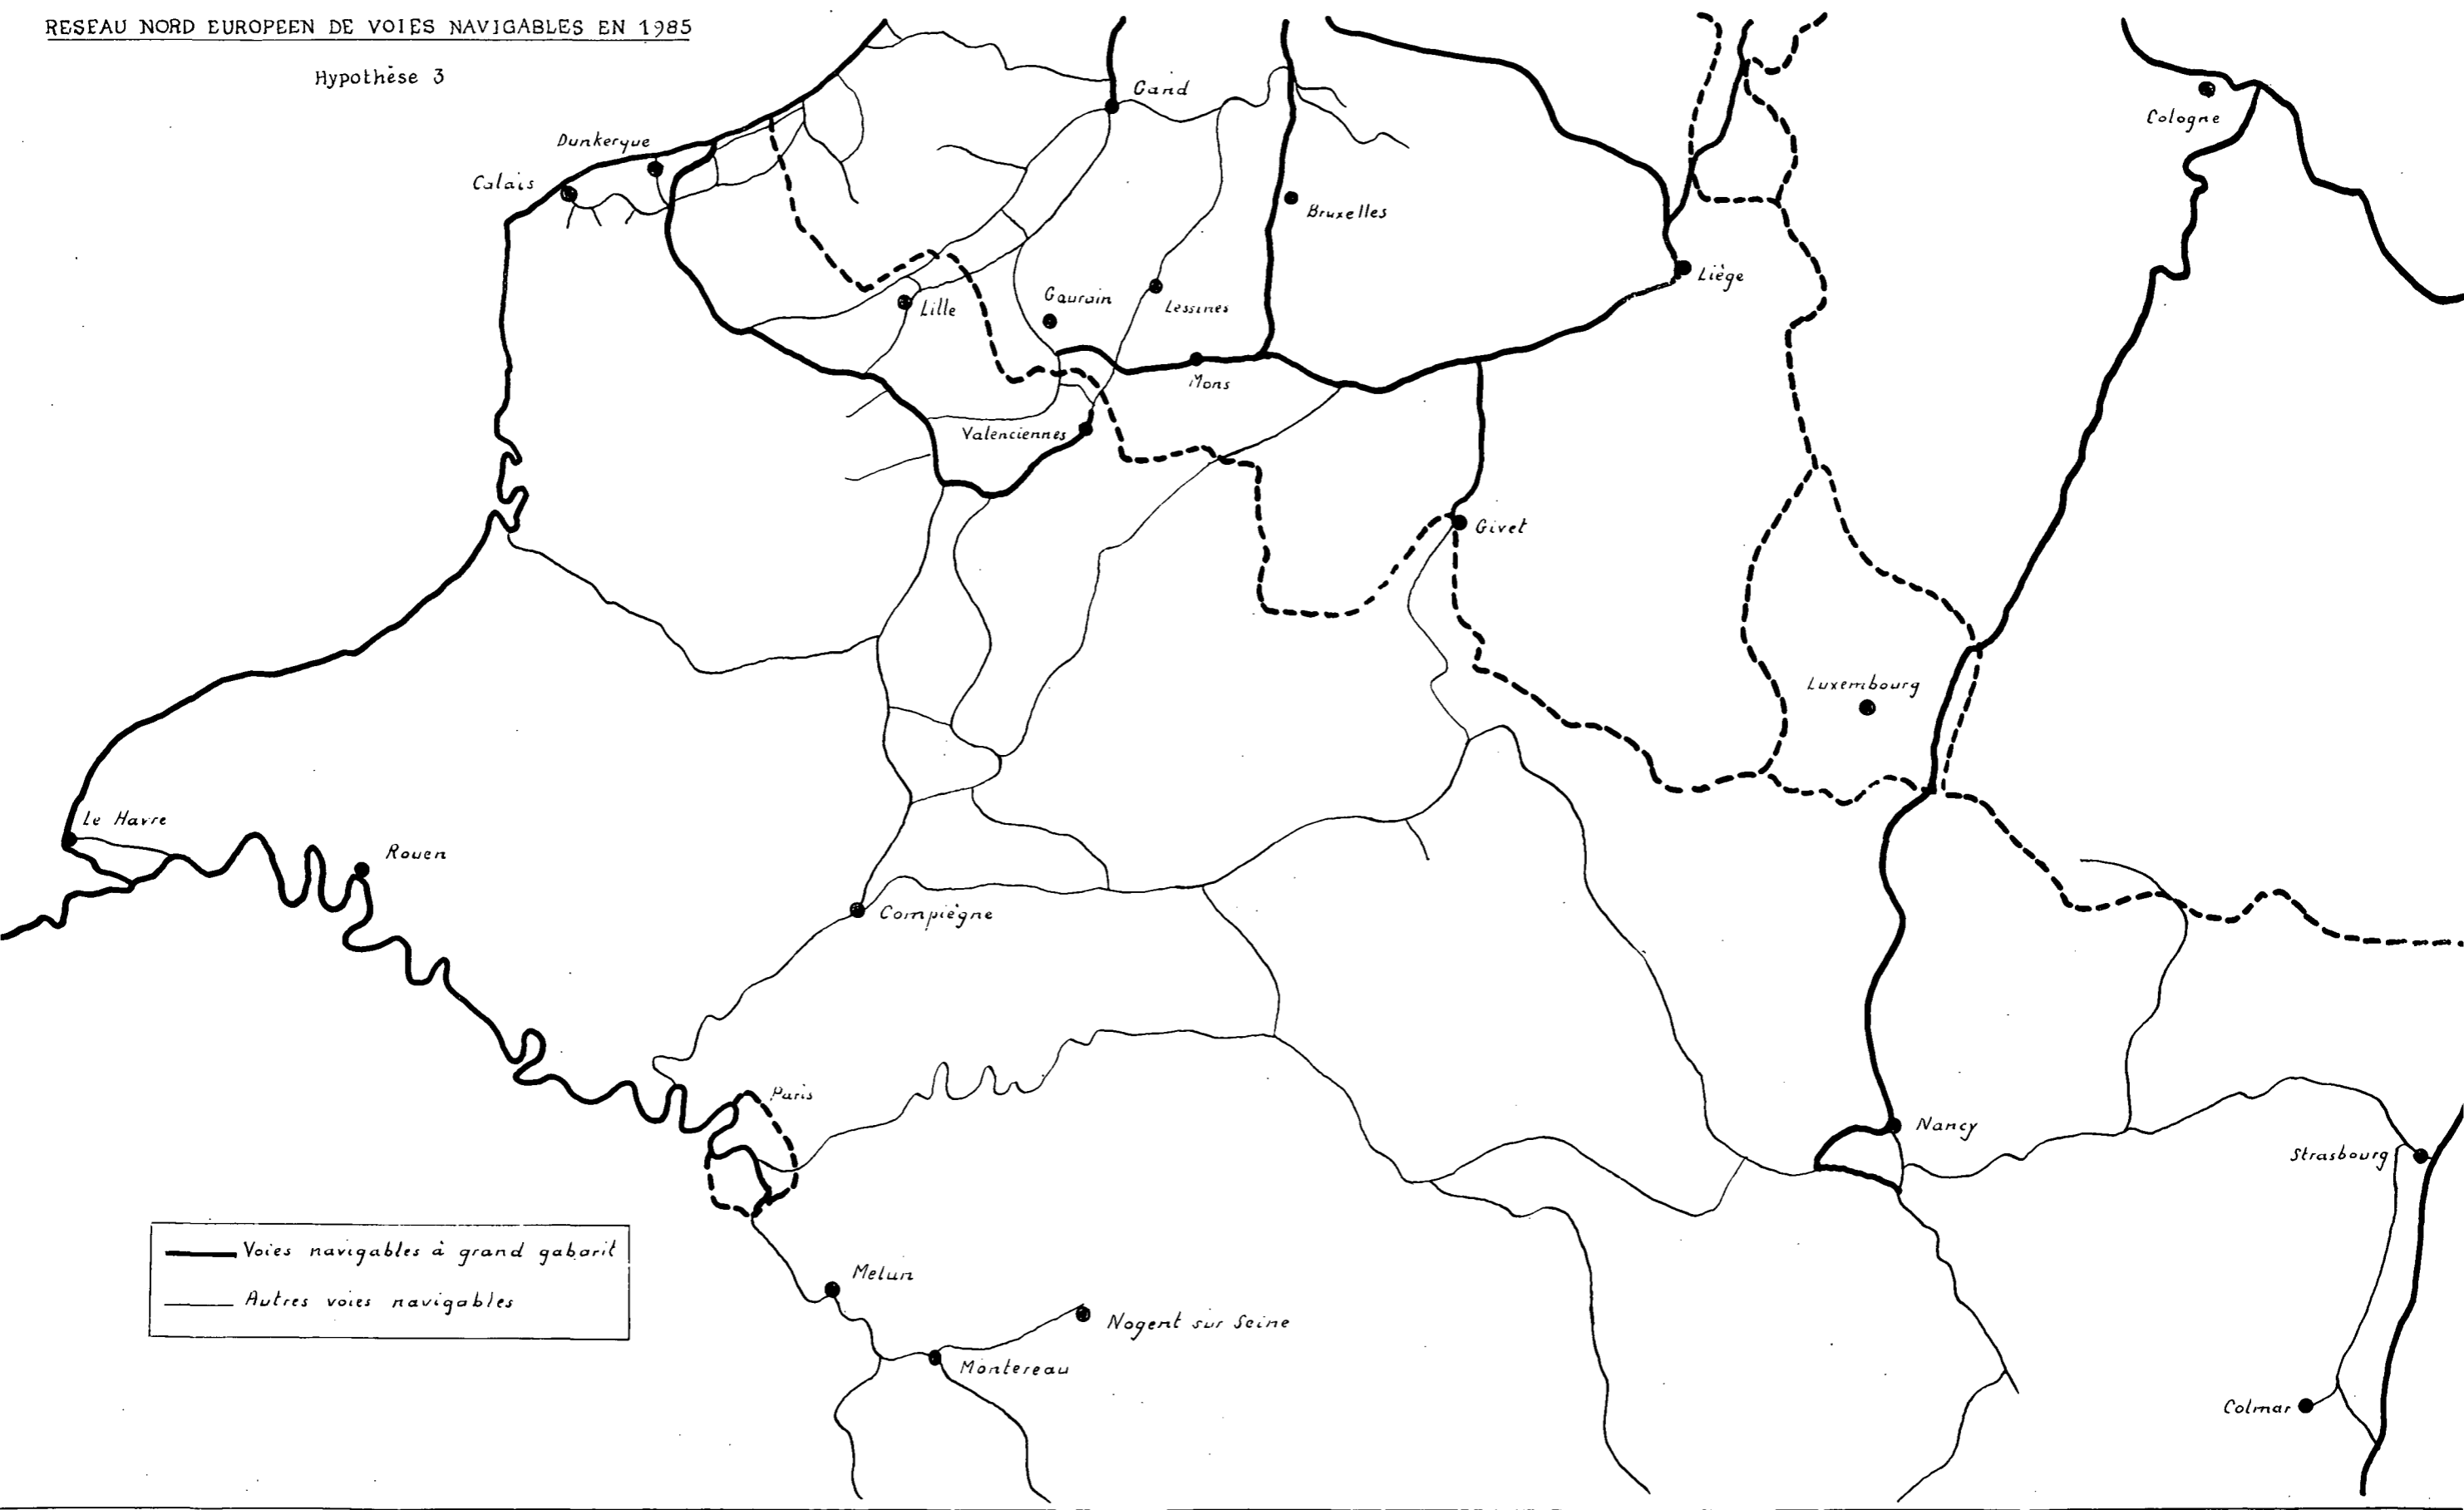 RESEAU NORD EUROPEEN DE VOIES NAVIGABLES EN 1985
Hypothèse 3
Gand
Cologne
Dunkerque
Calais
Bruxelles
Liège
Gaurain
Lessines
Lille
Mons
Valenciennes
Givet
Luxembourg
Le Havre
Rouen
Compiègne
Paris
Nancy
Strasbourg
Voies navigables à grand gabarit
Autres voies navigables
Melun
Nogent sur Seine
Montereau
Colmar